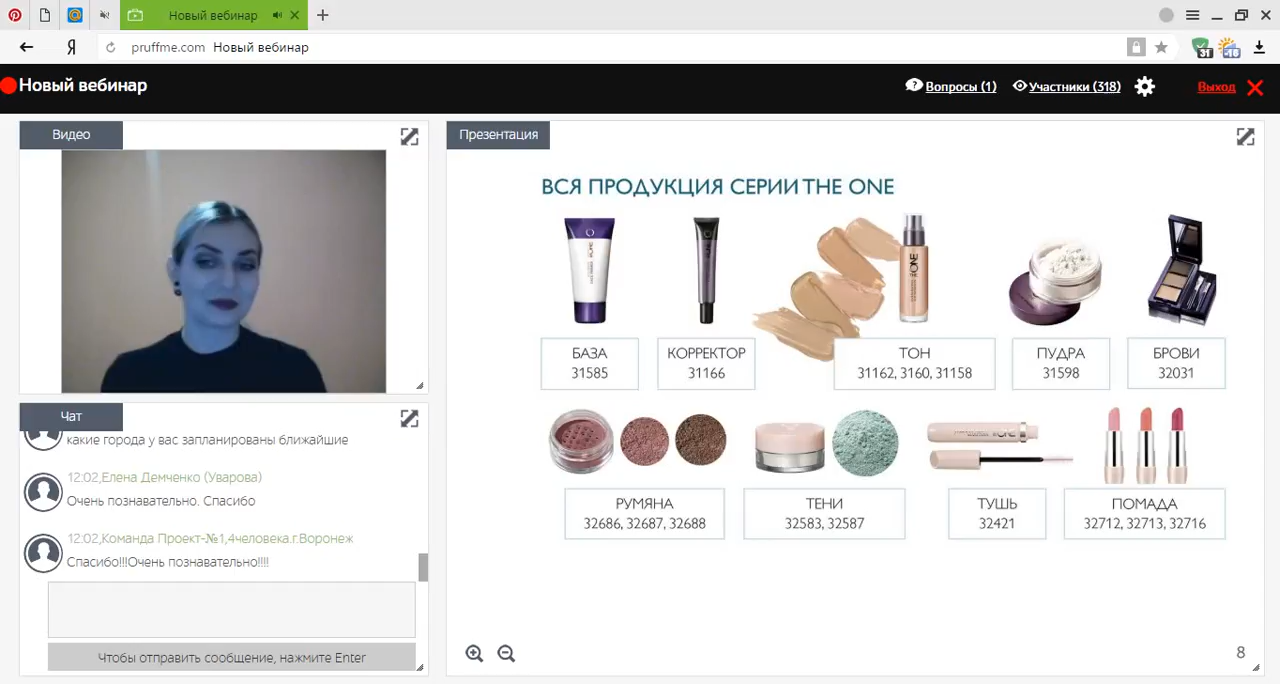 Новый вебинар
pruffme.com Новый вебинар
31
Новый вебинар
Вопросы (1)
Участники (318)
Выход
Видео
Презентация
ВСЯ ПРОДУКЦИЯ СЕРИИ THE ONE
БАЗА
31585
КОРРЕКТОР
31166
ТОН
31162, 3160, 31158
ПУДРА
31598
БРОВИ
32031
РУМЯНА
32686, 32687, 32688
ТЕНИ
32583, 32587
ТУШЬ
32421
ПОМАДА
32712, 32713, 32716
8
Чат
какие города у вас запланированы ближайшие
12:02,Елена Демченко (Уварова)
Очень познавательно. Спасибо
12:02,Команда Проект-№1,4человека.г.Воронеж
Спасибо!!!Очень познавательно!!!!
Чтобы отправить сообщение, нажмите Enter